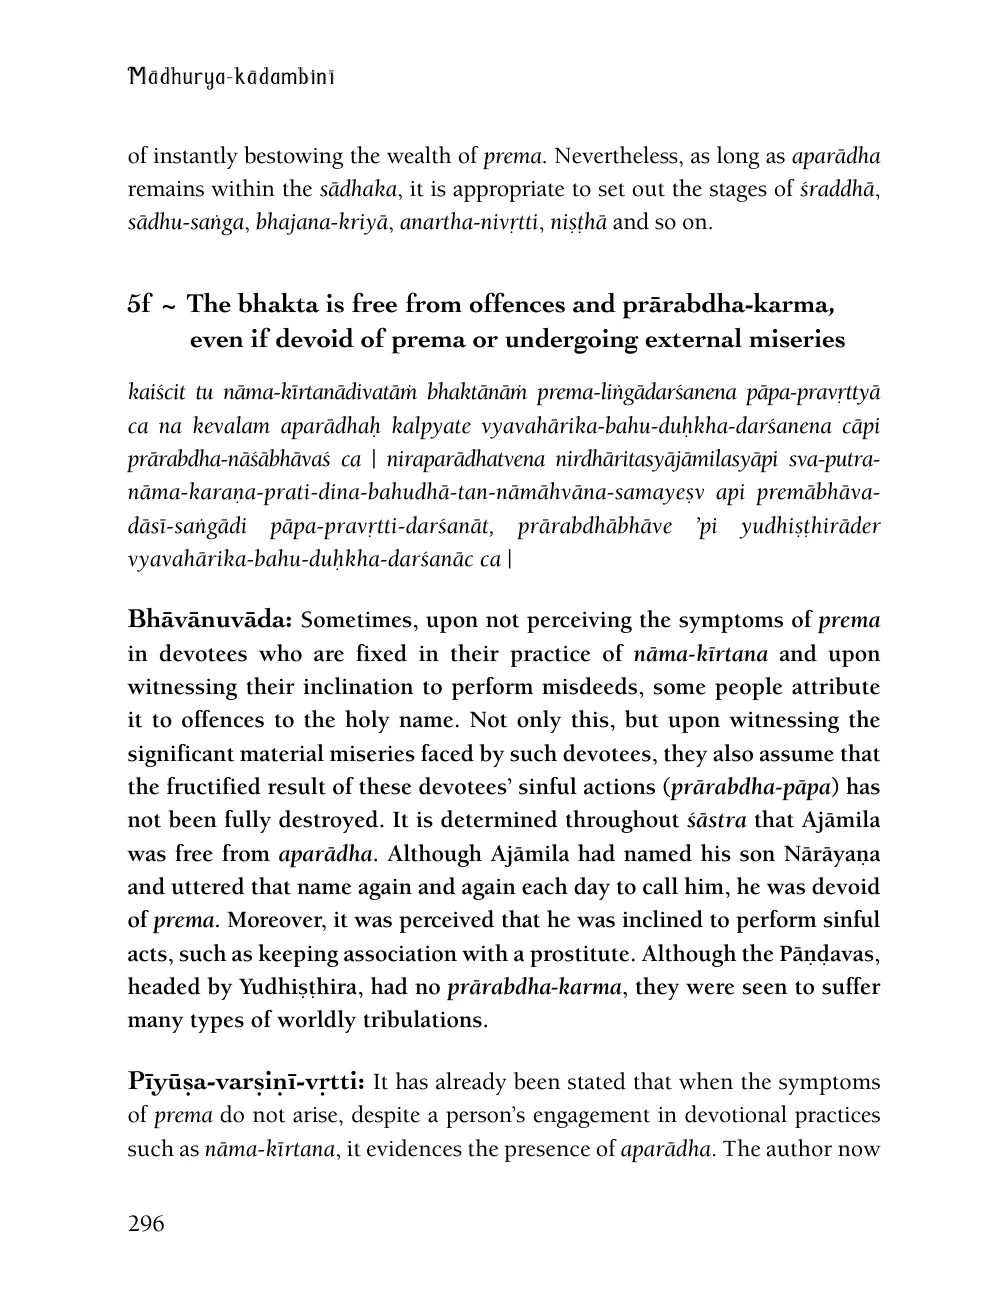 Mādhurya-kādambinī
of instantly bestowing the wealth of prema. Nevertheless, as long as aparādha
remains within the sādhaka, it is appropriate to set out the stages of śraddhā,
sādhu-saṅga, bhajana-kriyā, anartha-nivṛtti, niṣṭhā and so on.
5f ~ The bhakta is free from offences and prārabdha-karma,
even if devoid of prema or undergoing external miseries
kaiścit tu nāma-kīrtanādivatāṁ bhaktānāṁ prema-liṅgādarśanena pāpa-pravṛttyā
ca na kevalam aparādhaḥ kalpyate vyavahārika-bahu-duḥkha-darśanena cāpi
prārabdha-nāśābhāvaś ca | niraparādhatvena nirdhāritasyājāmilasyāpi sva-putra-
nāma-karaṇa-prati-dina-bahudhā-tan-nāmāhvāna-samayeṣv api premābhāva-
dāsī-saṅgādi pāpa-pravṛtti-darśanāt, prārabdhābhāve ’pi yudhiṣṭhirāder
vyavahārika-bahu-duḥkha-darśanāc ca |
Bhāvānuvāda: Sometimes, upon not perceiving the symptoms of prema
in devotees who are fixed in their practice of nāma-kīrtana and upon
witnessing their inclination to perform misdeeds, some people attribute
it to offences to the holy name. Not only this, but upon witnessing the
significant material miseries faced by such devotees, they also assume that
the fructified result of these devotees’ sinful actions (prārabdha-pāpa) has
not been fully destroyed. It is determined throughout śāstra that Ajāmila
was free from aparādha. Although Ajāmila had named his son Nārāyaṇa
and uttered that name again and again each day to call him, he was devoid
of prema. Moreover, it was perceived that he was inclined to perform sinful
acts, such as keeping association with a prostitute. Although the Pāṇḍavas,
headed by Yudhiṣṭhira, had no prārabdha-karma, they were seen to suffer
many types of worldly tribulations.
Pīyūṣa-varṣiṇī-vṛtti: It has already been stated that when the symptoms
of prema do not arise, despite a person’s engagement in devotional practices
such as nāma-kīrtana, it evidences the presence of aparādha. The author now
296